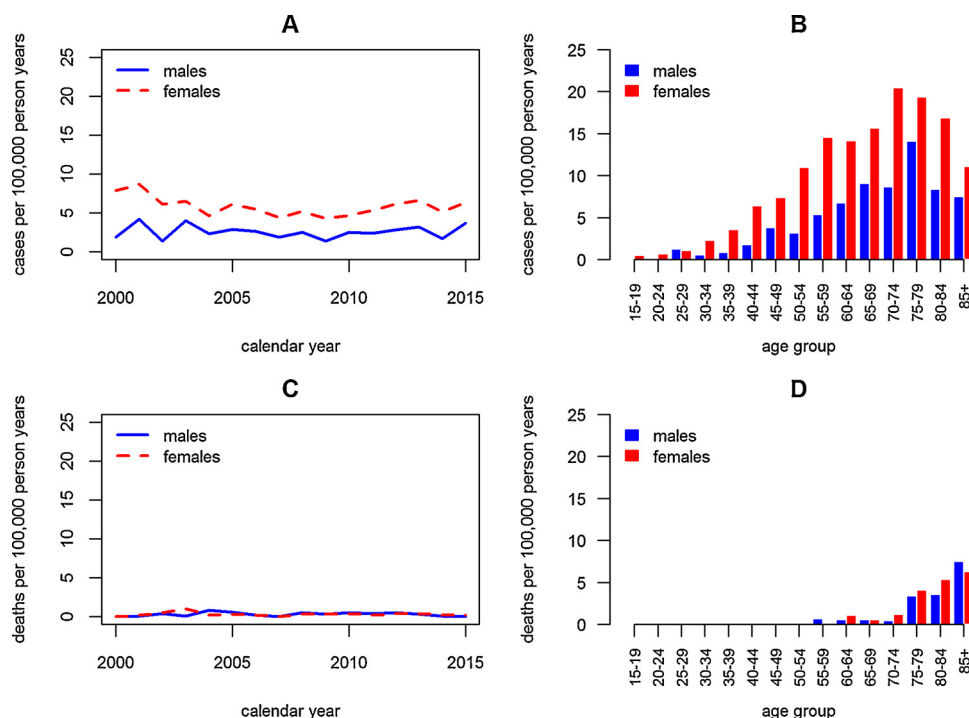 A
cases per 100,000 person years
25
20
15
10
5
0
males
females
2000 2005 2010 2015
calendar year
B
cases per 100,000 person years
25
20
15
10
5
0
males
females
15-19 20-24 25-29 30-34 35-39 40-44 45-49 50-54 55-59 60-64 65-69 70-74 75-79 80-84 85+
age group
C
deaths per 100,000 person years
25
20
15
10
5
0
males
females
2000 2005 2010 2015
calendar year
D
deaths per 100,000 person years
25
20
15
10
5
0
males
females
15-19 20-24 25-29 30-34 35-39 40-44 45-49 50-54 55-59 60-64 65-69 70-74 75-79 80-84 85+
age group